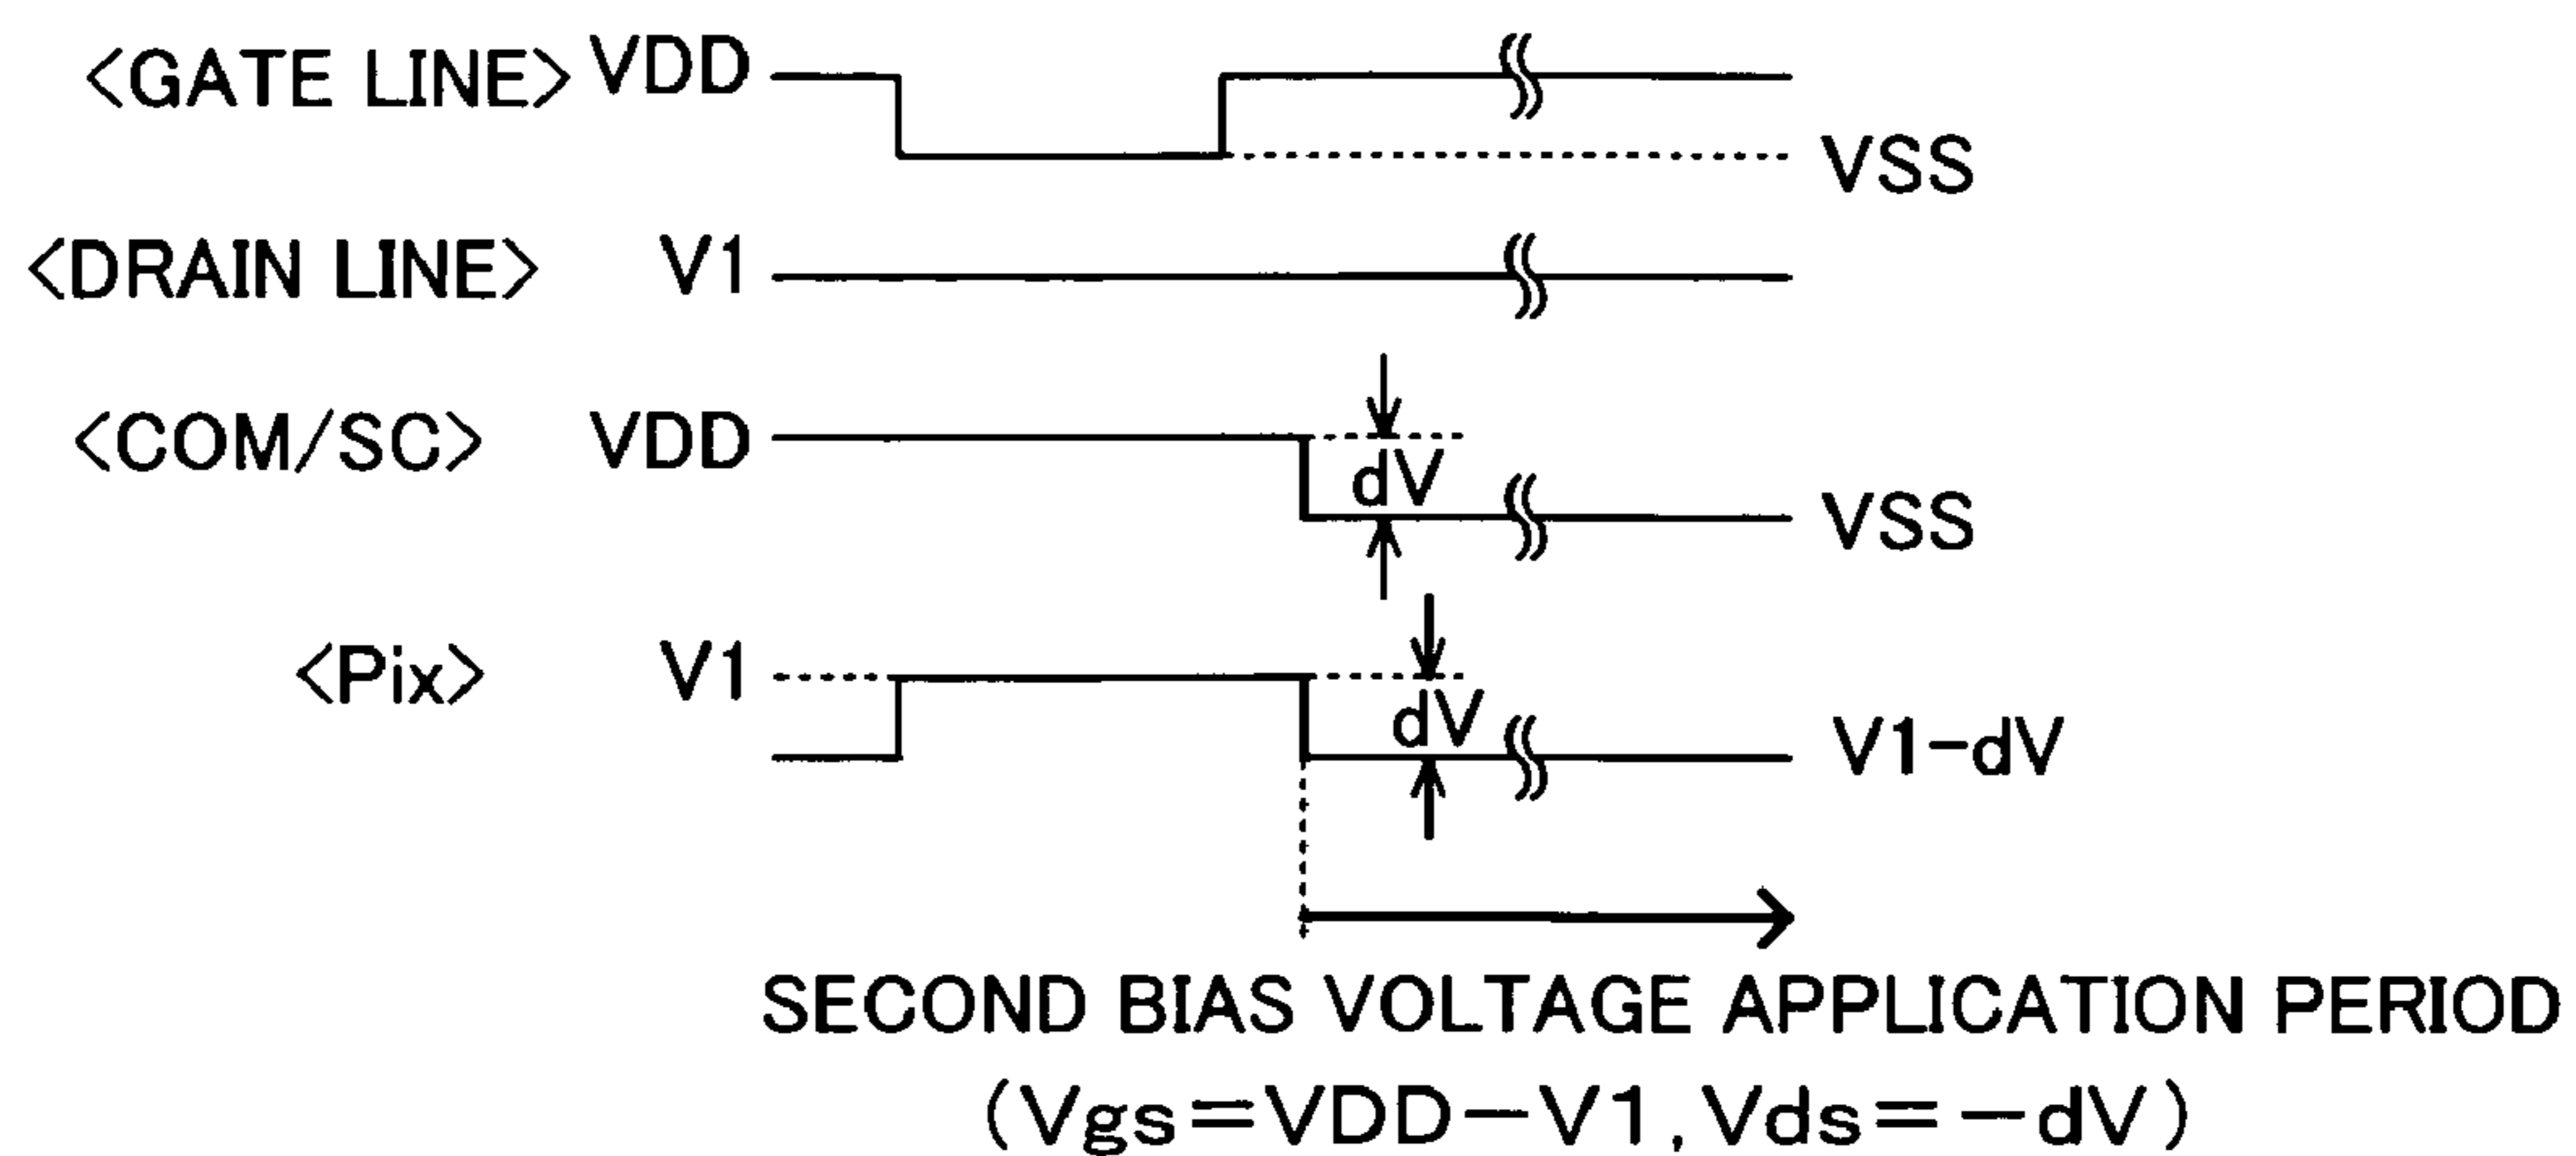 <GATE LINE> VDD
VSS
<DRAIN LINE> V1
<COM/SC> VDD
dV
VSS
<Pix> V1
dV
V1-dV
SECOND BIAS VOLTAGE APPLICATION PERIOD
(Vgs=VDD-V1, Vds=-dV)